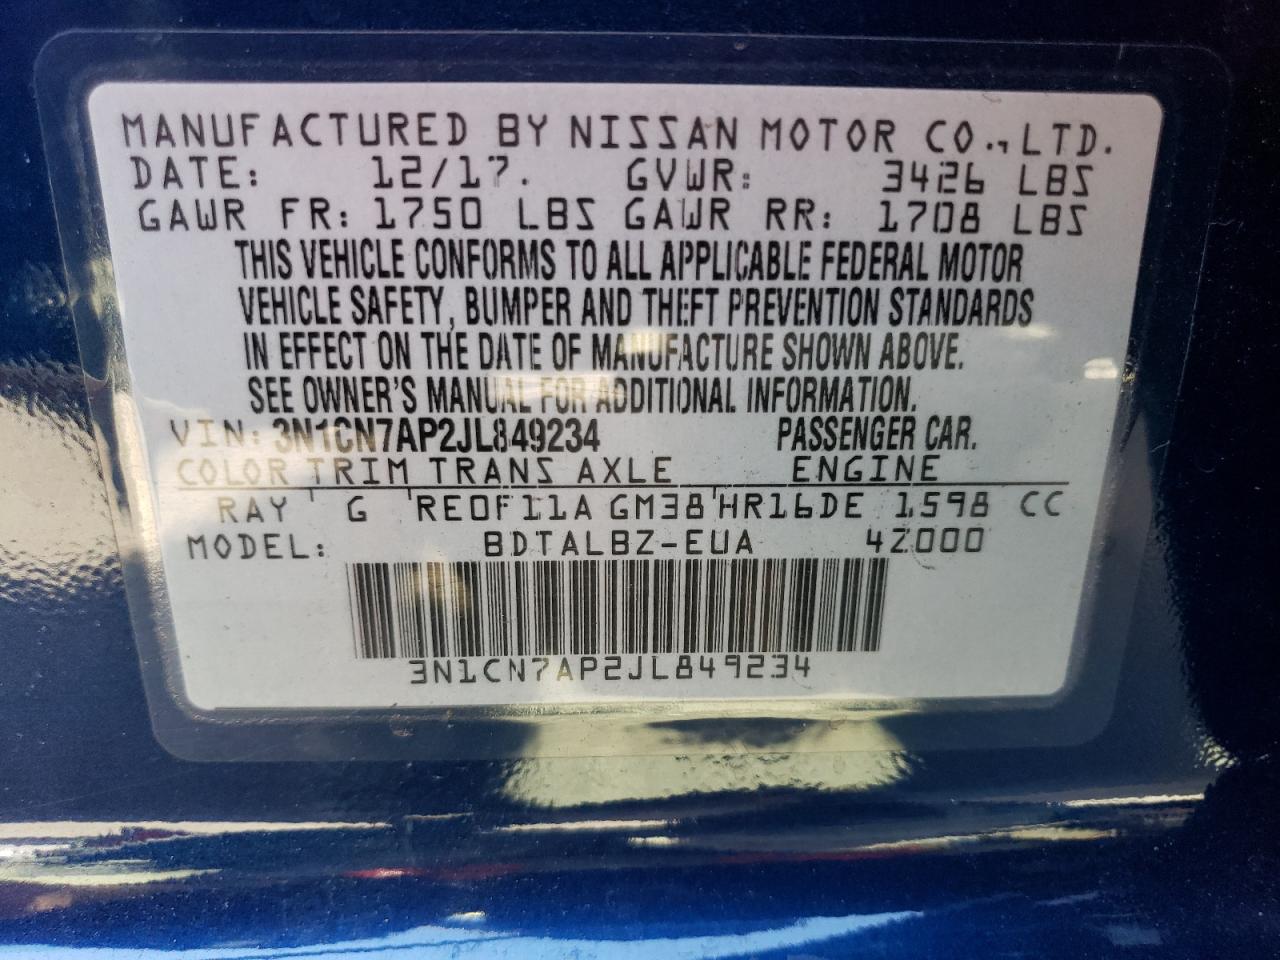 MANUFACTURED BY NISSAN MOTOR CO., LTD.
DATE: 12/17. GVWR: 3426 LBS
GAWR FR: 1750 LBS GAWR RR: 1708 LBS
THIS VEHICLE CONFORMS TO ALL APPLICABLE FEDERAL MOTOR
VEHICLE SAFETY, BUMPER AND THEFT PREVENTION STANDARDS
IN EFFECT ON THE DATE OF MANUFACTURE SHOWN ABOVE.
SEE OWNER'S MANUAL FOR ADDITIONAL INFORMATION.
VIN: 3N1CN7AP2JL849234 PASSENGER CAR.
COLOR TRIM TRANS AXLE ENGINE
RAY ' G ' RE0F11A GM38 ' HR16DE 1598 CC
MODEL: BDTALBZ-EUA 42000
3N1CN7AP2JL849234